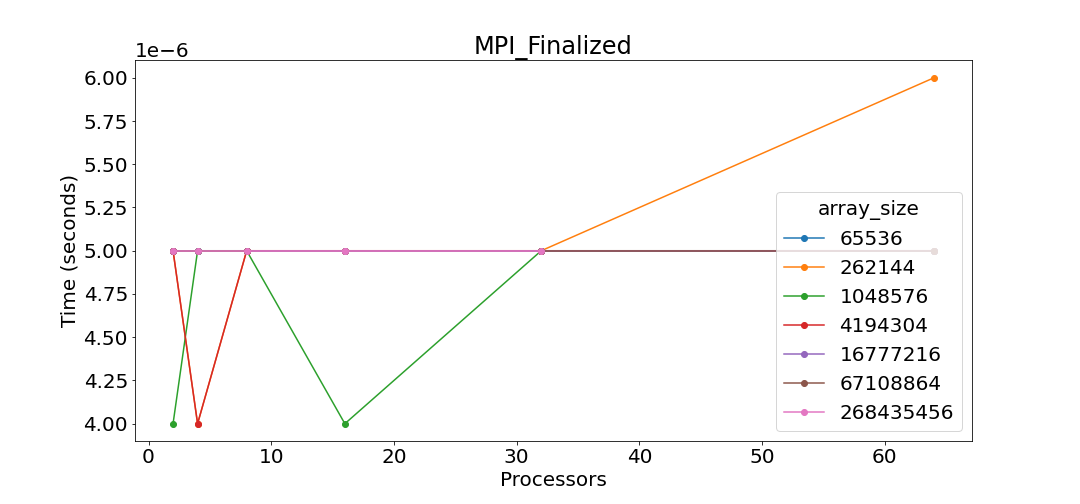 MPI_Finalized
1e−6
6.00
5.75
5.50
5.25
5.00
4.75
4.50
4.25
4.00
Time (seconds)
array_size
65536
262144
1048576
4194304
16777216
67108864
268435456
0 10 20 30 40 50 60
Processors